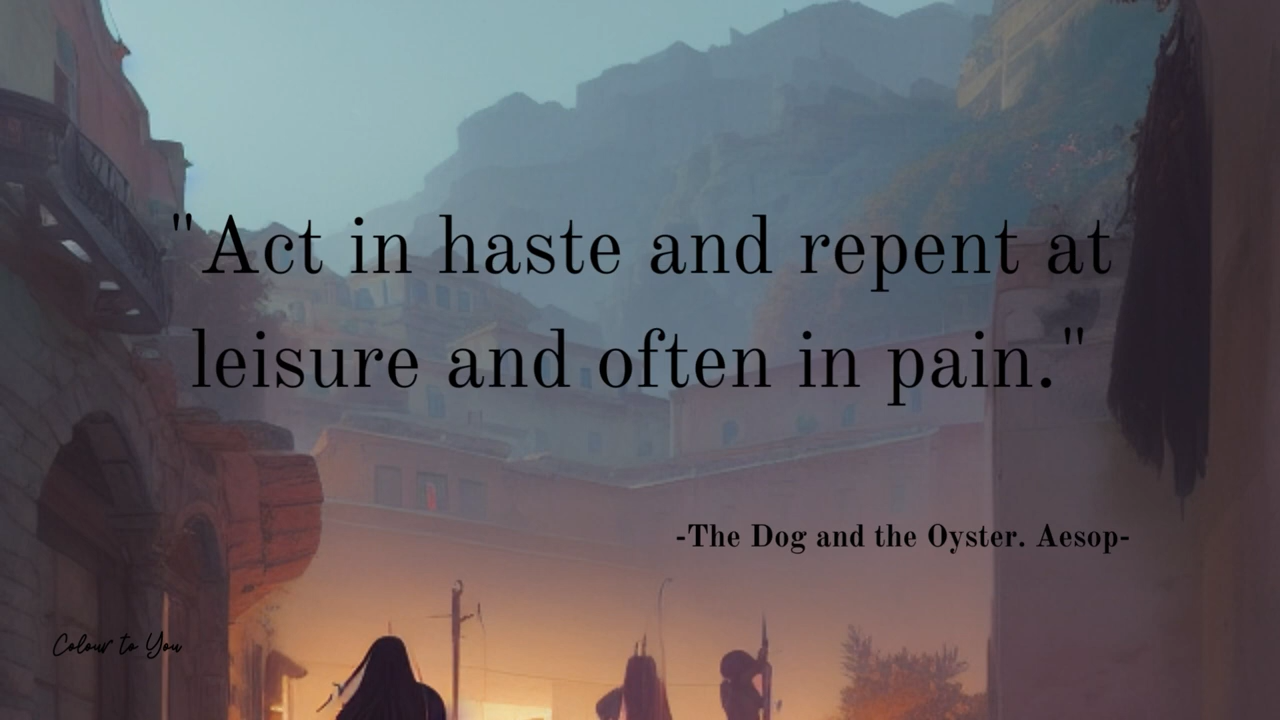 "Act in haste and repent at
leisure and often in pain."
-The Dog and the Oyster. Aesop-
Colour to You